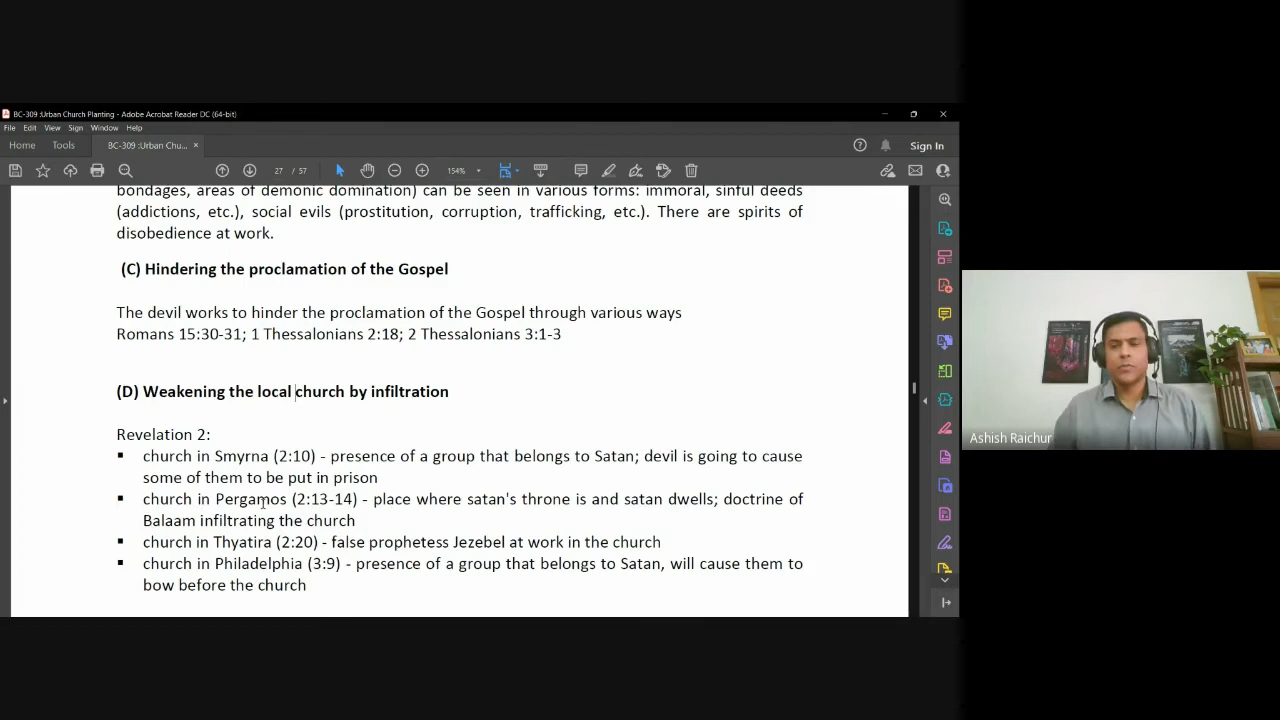 BC-309 :Urban Church Planting - Adobe Acrobat Reader DC (64-bit)
File Edit View Sign Window Help
Home Tools BC-309 :Urban Chu... × Sign In
27 / 57 154%
bondages, areas of demonic domination) can be seen in various forms: immoral, sinful deeds
(addictions, etc.), social evils (prostitution, corruption, trafficking, etc.). There are spirits of
disobedience at work.
(C) Hindering the proclamation of the Gospel
The devil works to hinder the proclamation of the Gospel through various ways
Romans 15:30-31; 1 Thessalonians 2:18; 2 Thessalonians 3:1-3
(D) Weakening the local church by infiltration
Revelation 2:
▪ church in Smyrna (2:10) - presence of a group that belongs to Satan; devil is going to cause
some of them to be put in prison
▪ church in Pergamos (2:13-14) - place where satan's throne is and satan dwells; doctrine of
Balaam infiltrating the church
▪ church in Thyatira (2:20) - false prophetess Jezebel at work in the church
▪ church in Philadelphia (3:9) - presence of a group that belongs to Satan, will cause them to
bow before the church
Ashish Raichur